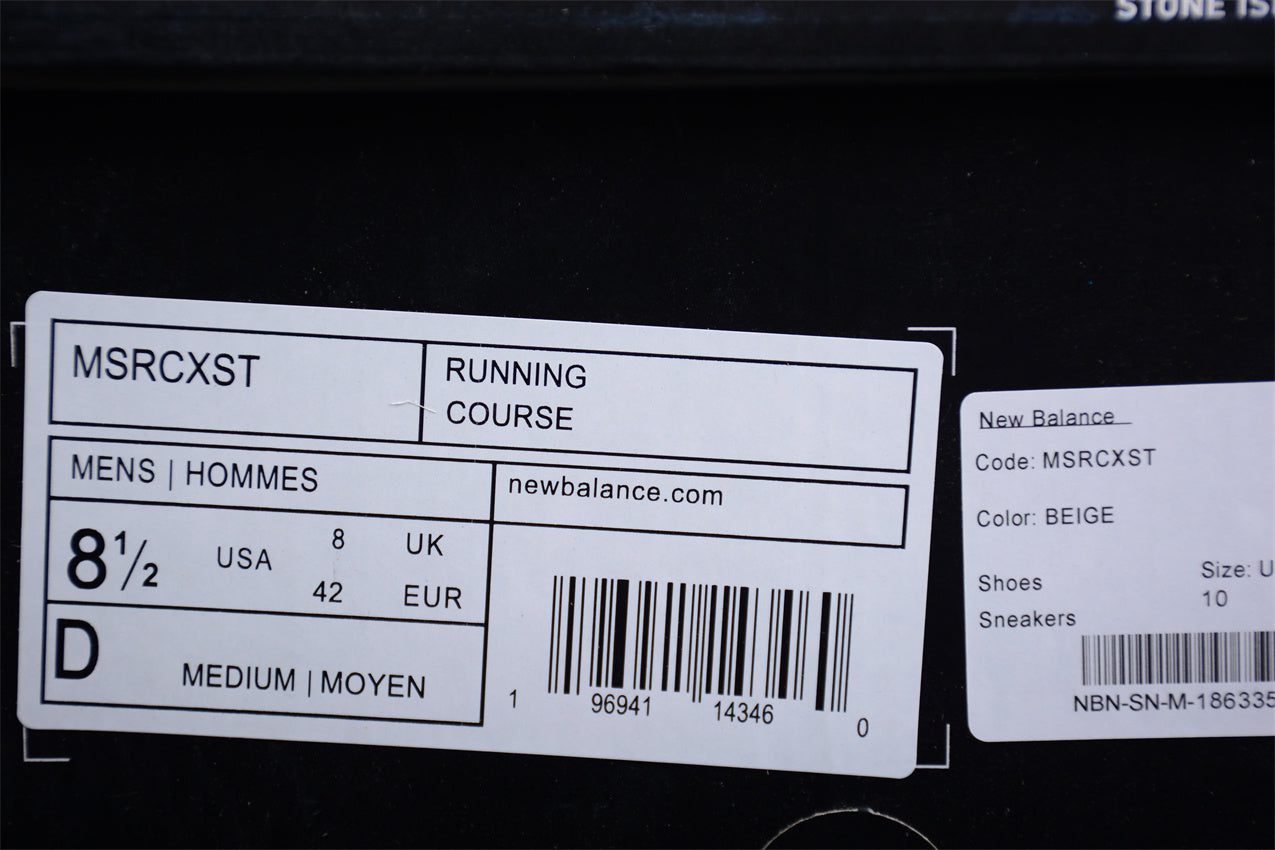 STONE
MSRCXST
RUNNING
COURSE
MENS | HOMMES
newbalance.com
8½ USA 8 UK
42 EUR
D
MEDIUM | MOYEN
1 96941 14346 0
New Balance
Code: MSRCXST
Color: BEIGE
Shoes
Size: U
10
Sneakers
NBN-SN-M-186335